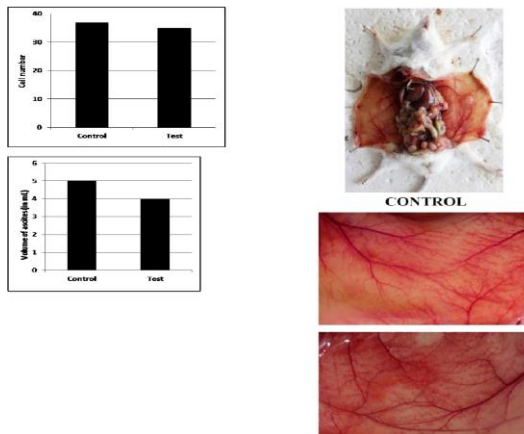 Cell number
40
30
20
10
0
Control Test
Volume of ascites(in mL)
6
5
4
3
2
1
0
Control Test
CONTROL